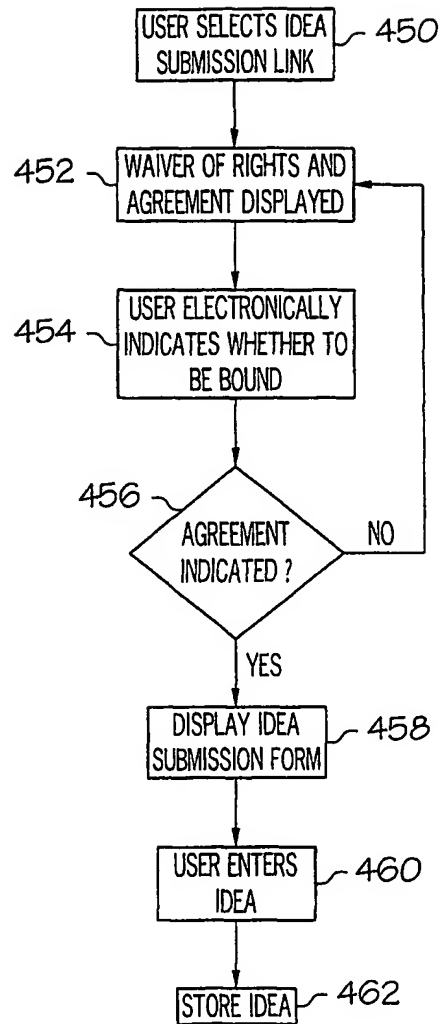 USER SELECTS IDEA
SUBMISSION LINK
450
452
WAIVER OF RIGHTS AND
AGREEMENT DISPLAYED
454
USER ELECTRONICALLY
INDICATES WHETHER TO
BE BOUND
456
AGREEMENT
INDICATED ?
NO
YES
DISPLAY IDEA
SUBMISSION FORM
458
USER ENTERS
IDEA
460
STORE IDEA
462